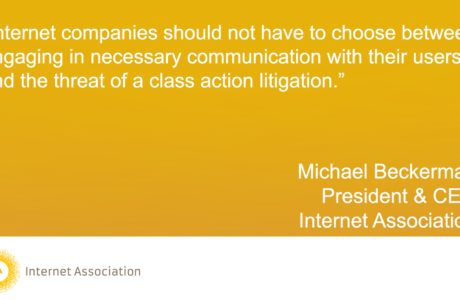 nternet companies should not have to choose betwee
ngaging in necessary communication with their users
nd the threat of a class action litigation.”
Michael Beckerma
President & CE
Internet Associatio
A
Internet Association